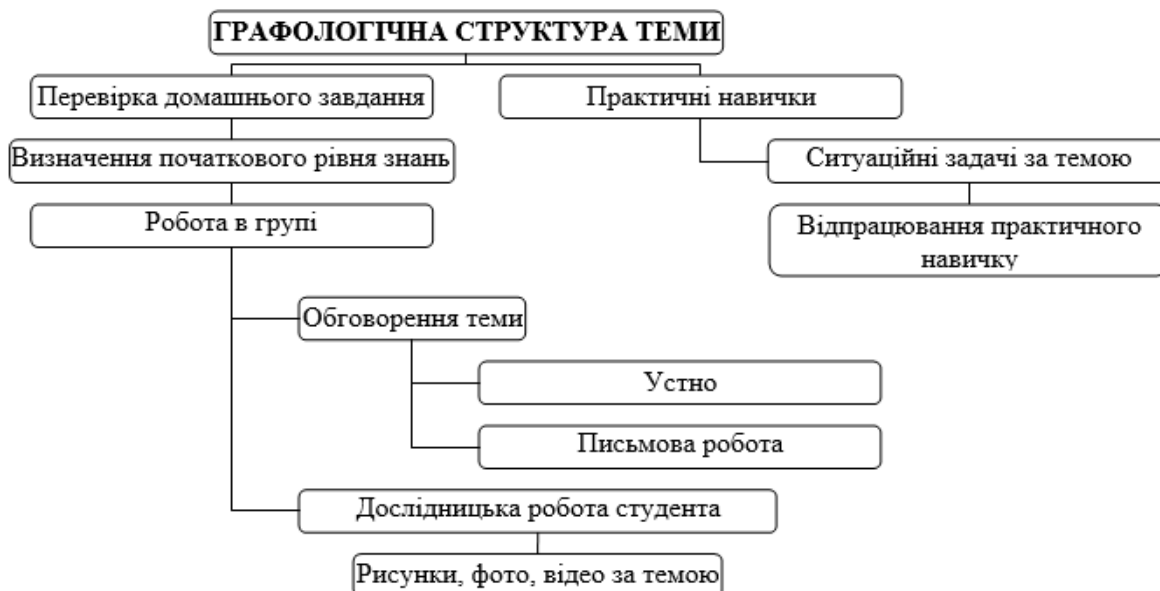 ГРАФОЛОГІЧНА СТРУКТУРА ТЕМИ
Перевірка домашнього завдання
Практичні навички
Визначення початкового рівня знань
Ситуаційні задачі за темою
Робота в групі
Відпрацювання практичного
навичку
Обговорення теми
Устно
Письмова робота
Дослідницька робота студента
Рисунки, фото, відео за темою